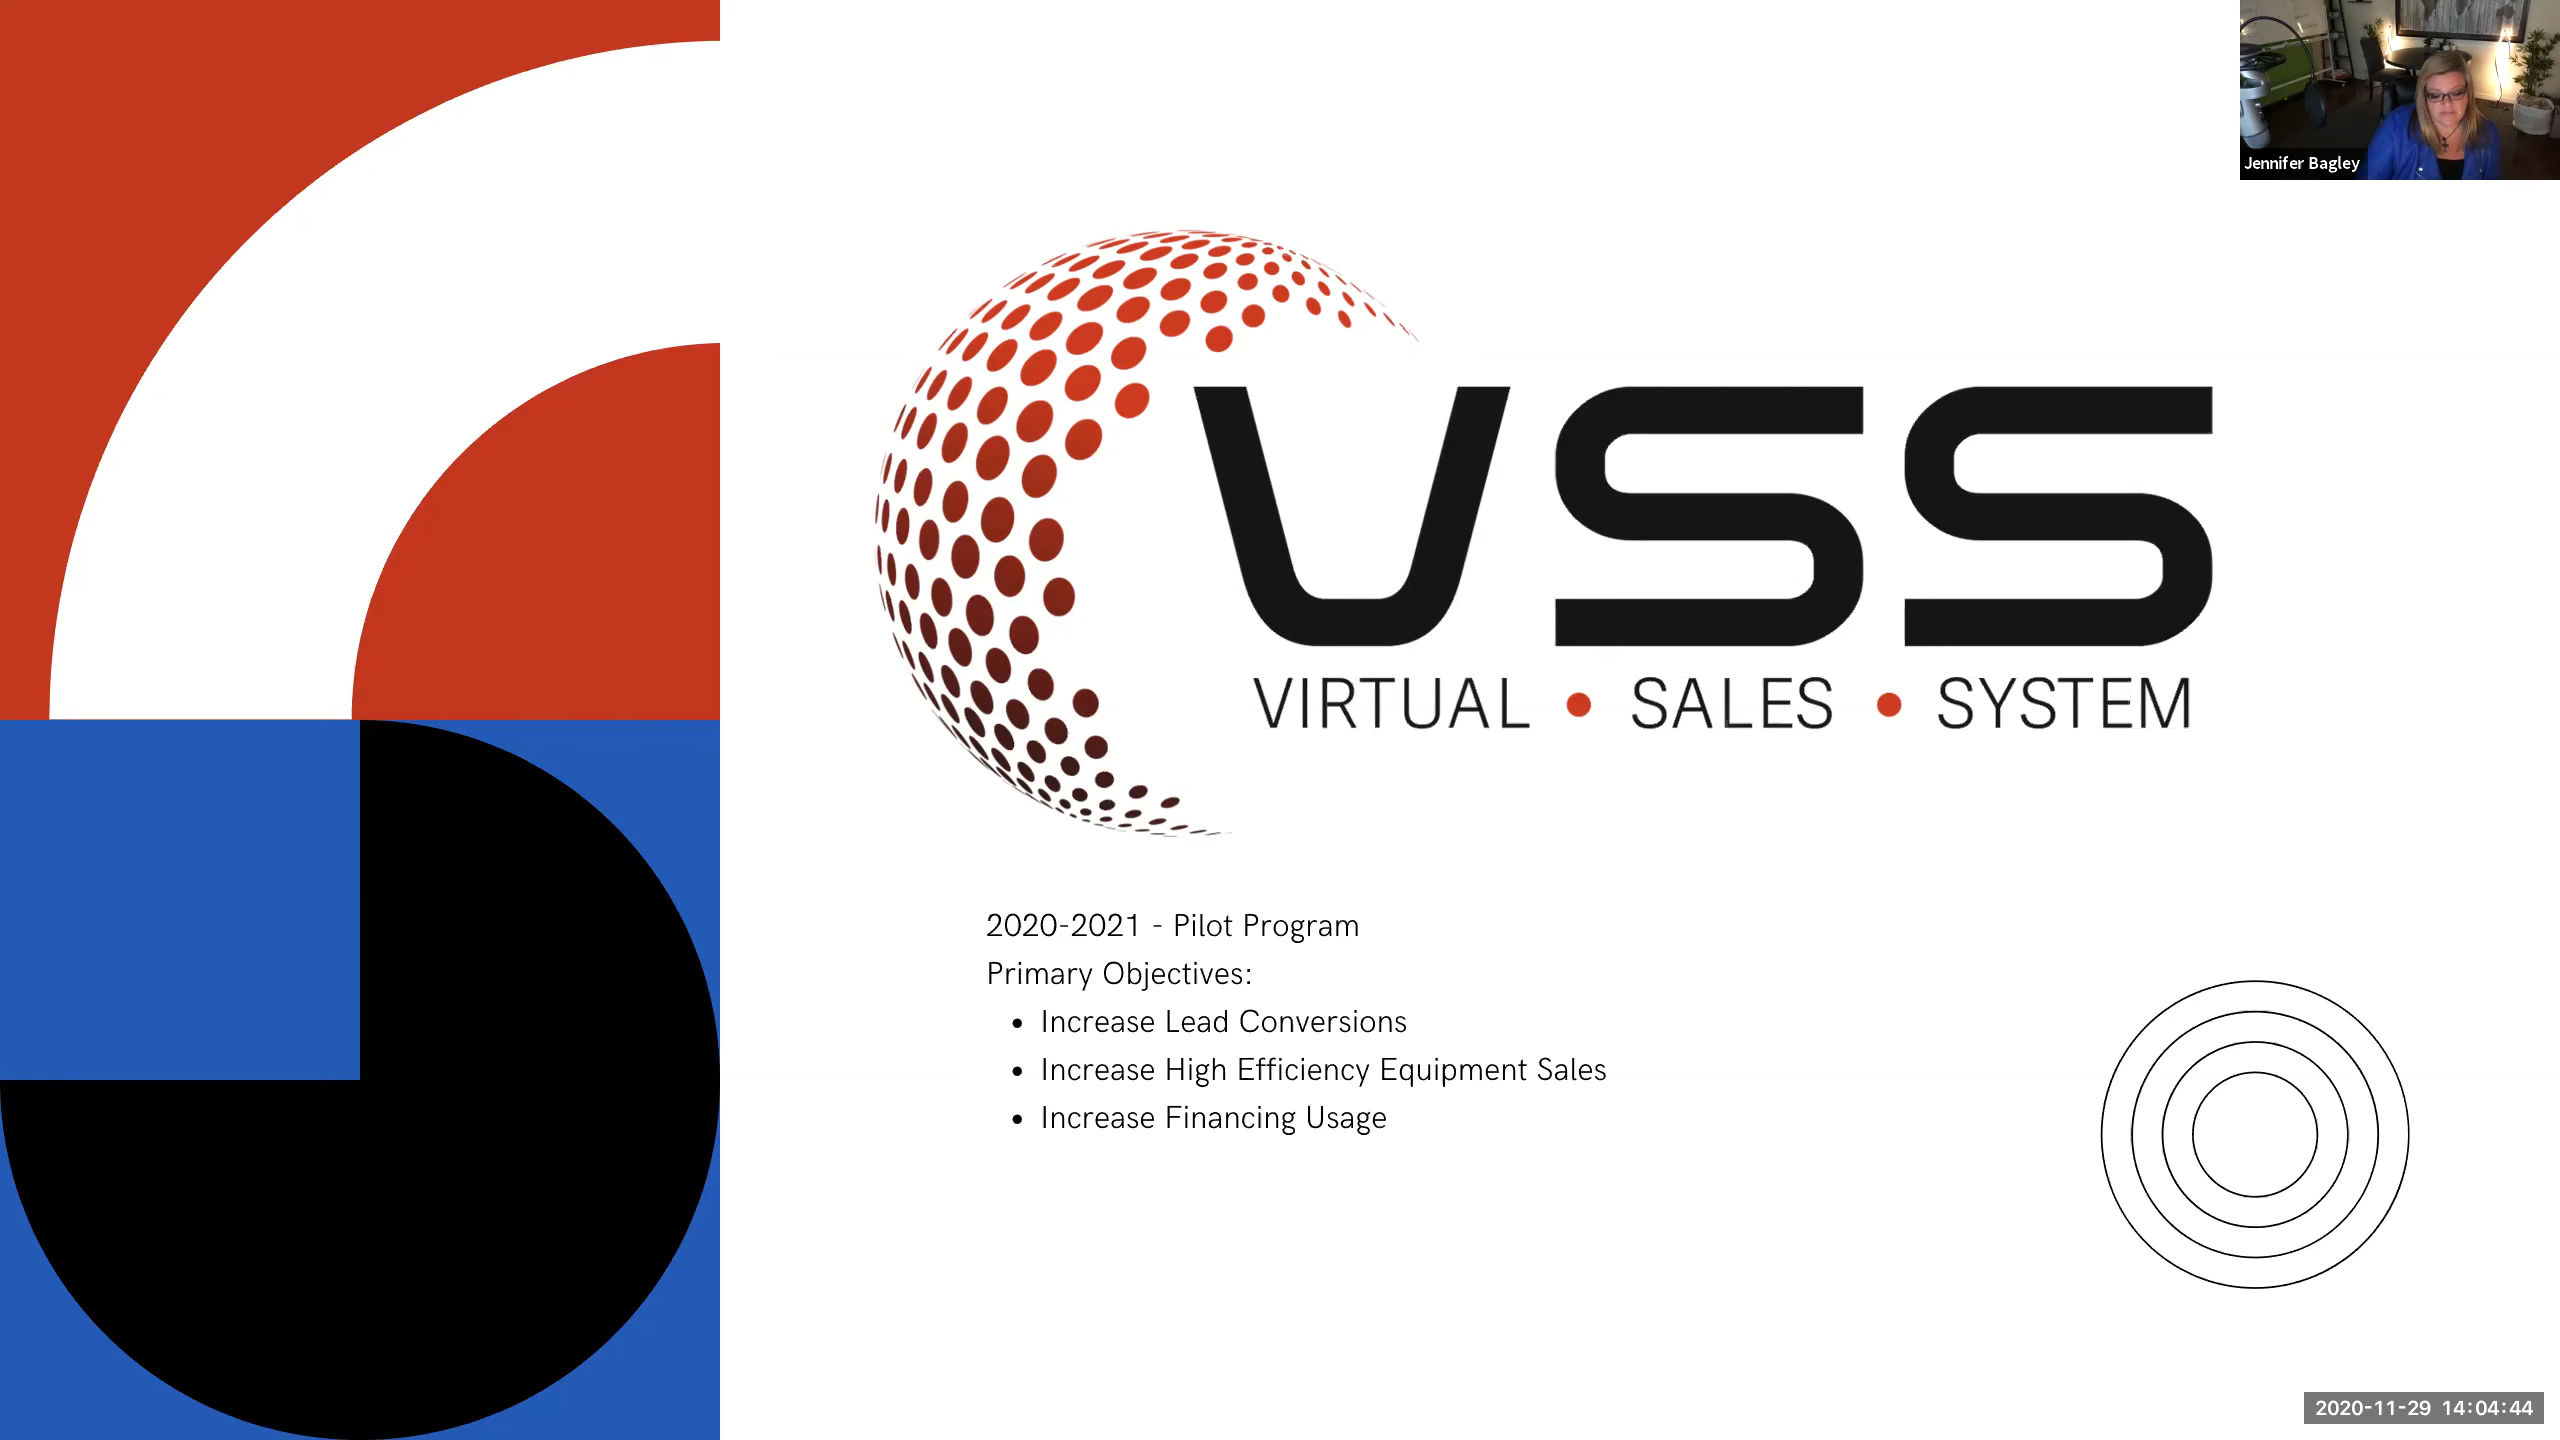 Jennifer Bagley
VSS
VIRTUAL • SALES • SYSTEM
2020-2021 - Pilot Program
Primary Objectives:
• Increase Lead Conversions
• Increase High Efficiency Equipment Sales
• Increase Financing Usage
2020-11-29 14:04:44